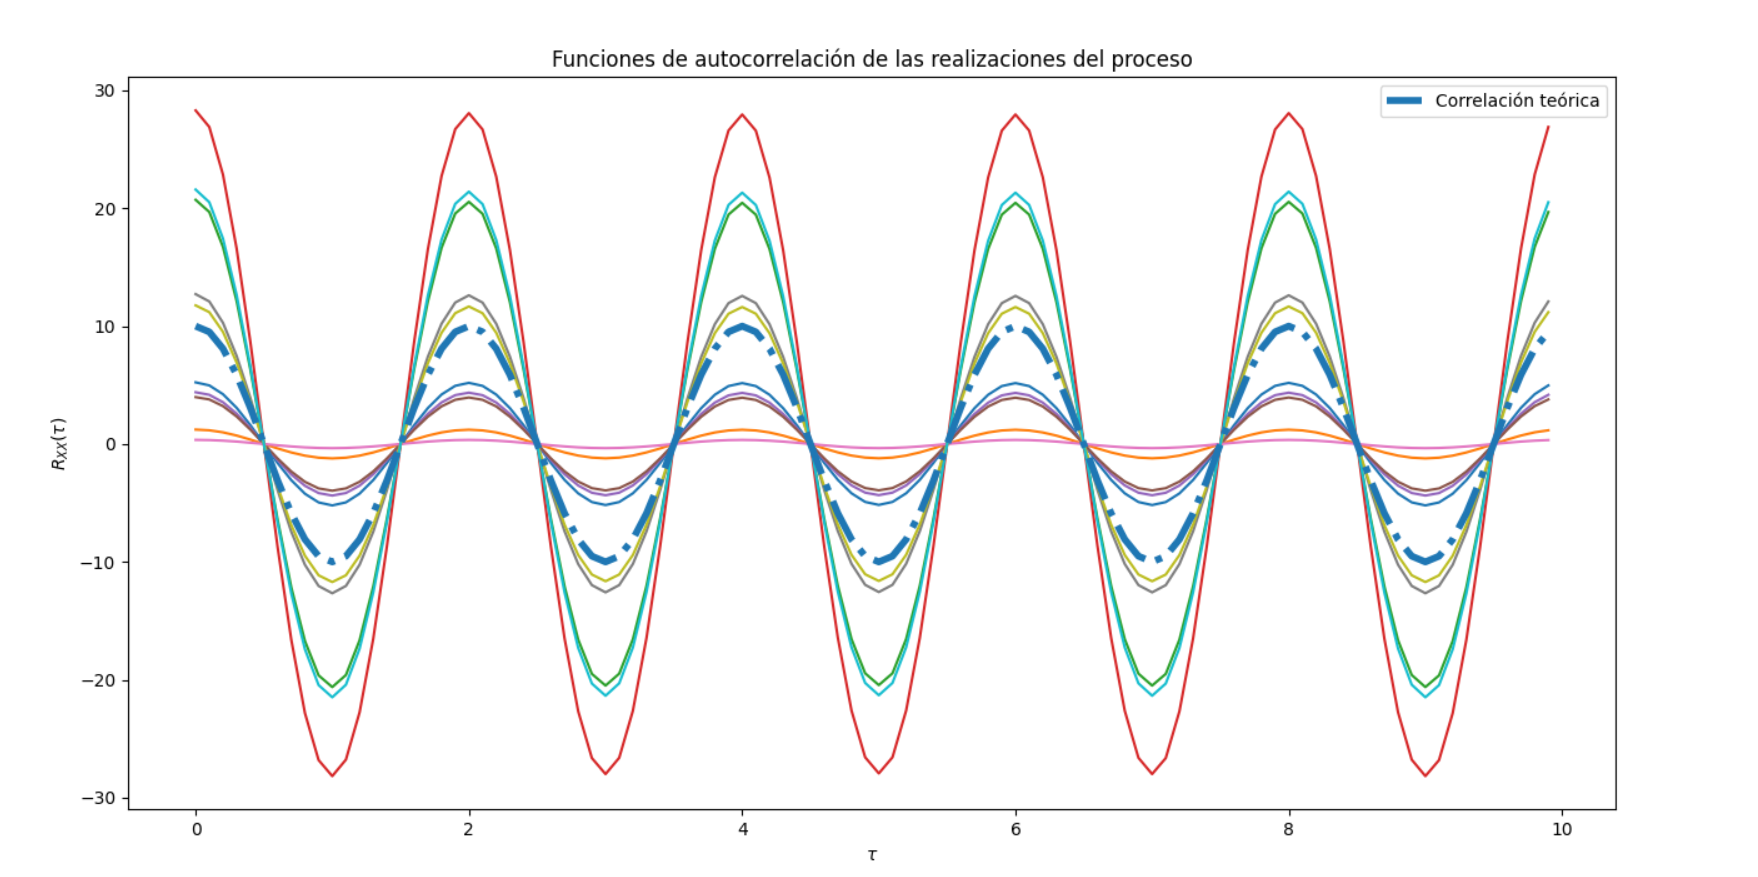 Funciones de autocorrelación de las realizaciones del proceso
Correlación teórica
30
20
10
0
−10
−20
−30
R_XX(τ)
0 2 4 6 8 10
τ